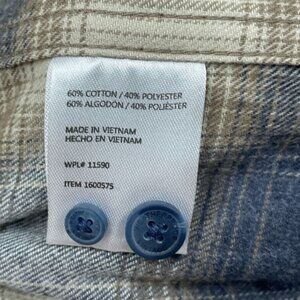 60% COTTON / 40% POLYESTER
60% ALGODÓN / 40% POLIÉSTER
MADE IN VIETNAM
HECHO EN VIETNAM
WPL# 11590
ITEM 1600575